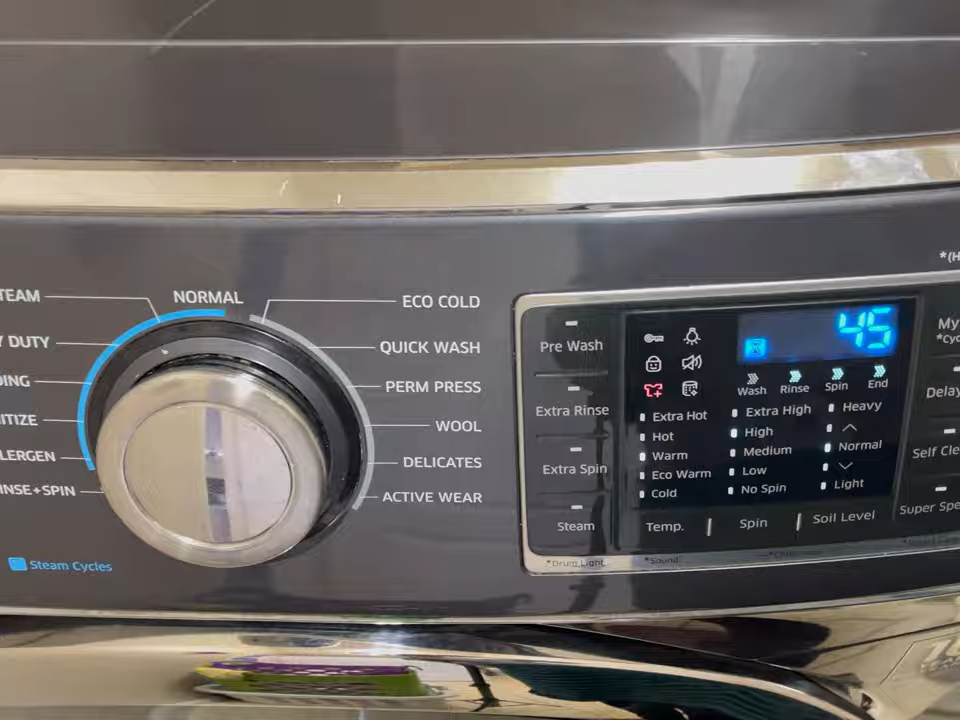 TEAM
NORMAL
ECO COLD
Y DUTY
QUICK WASH
DING
PERM PRESS
ITIZE
WOOL
LERGEN
DELICATES
INSE+SPIN
ACTIVE WEAR
Steam Cycles
Pre Wash
Extra Rinse
Extra Spin
Steam
*Drum Light
45
Wash Rinse Spin End
Extra Hot Extra High Heavy
Hot High
Warm Medium Normal
Eco Warm Low
Cold No Spin Light
Temp. Spin Soil Level
*Sound
*(H
My
*Cyc
Delay
Self Cle
Super Spe